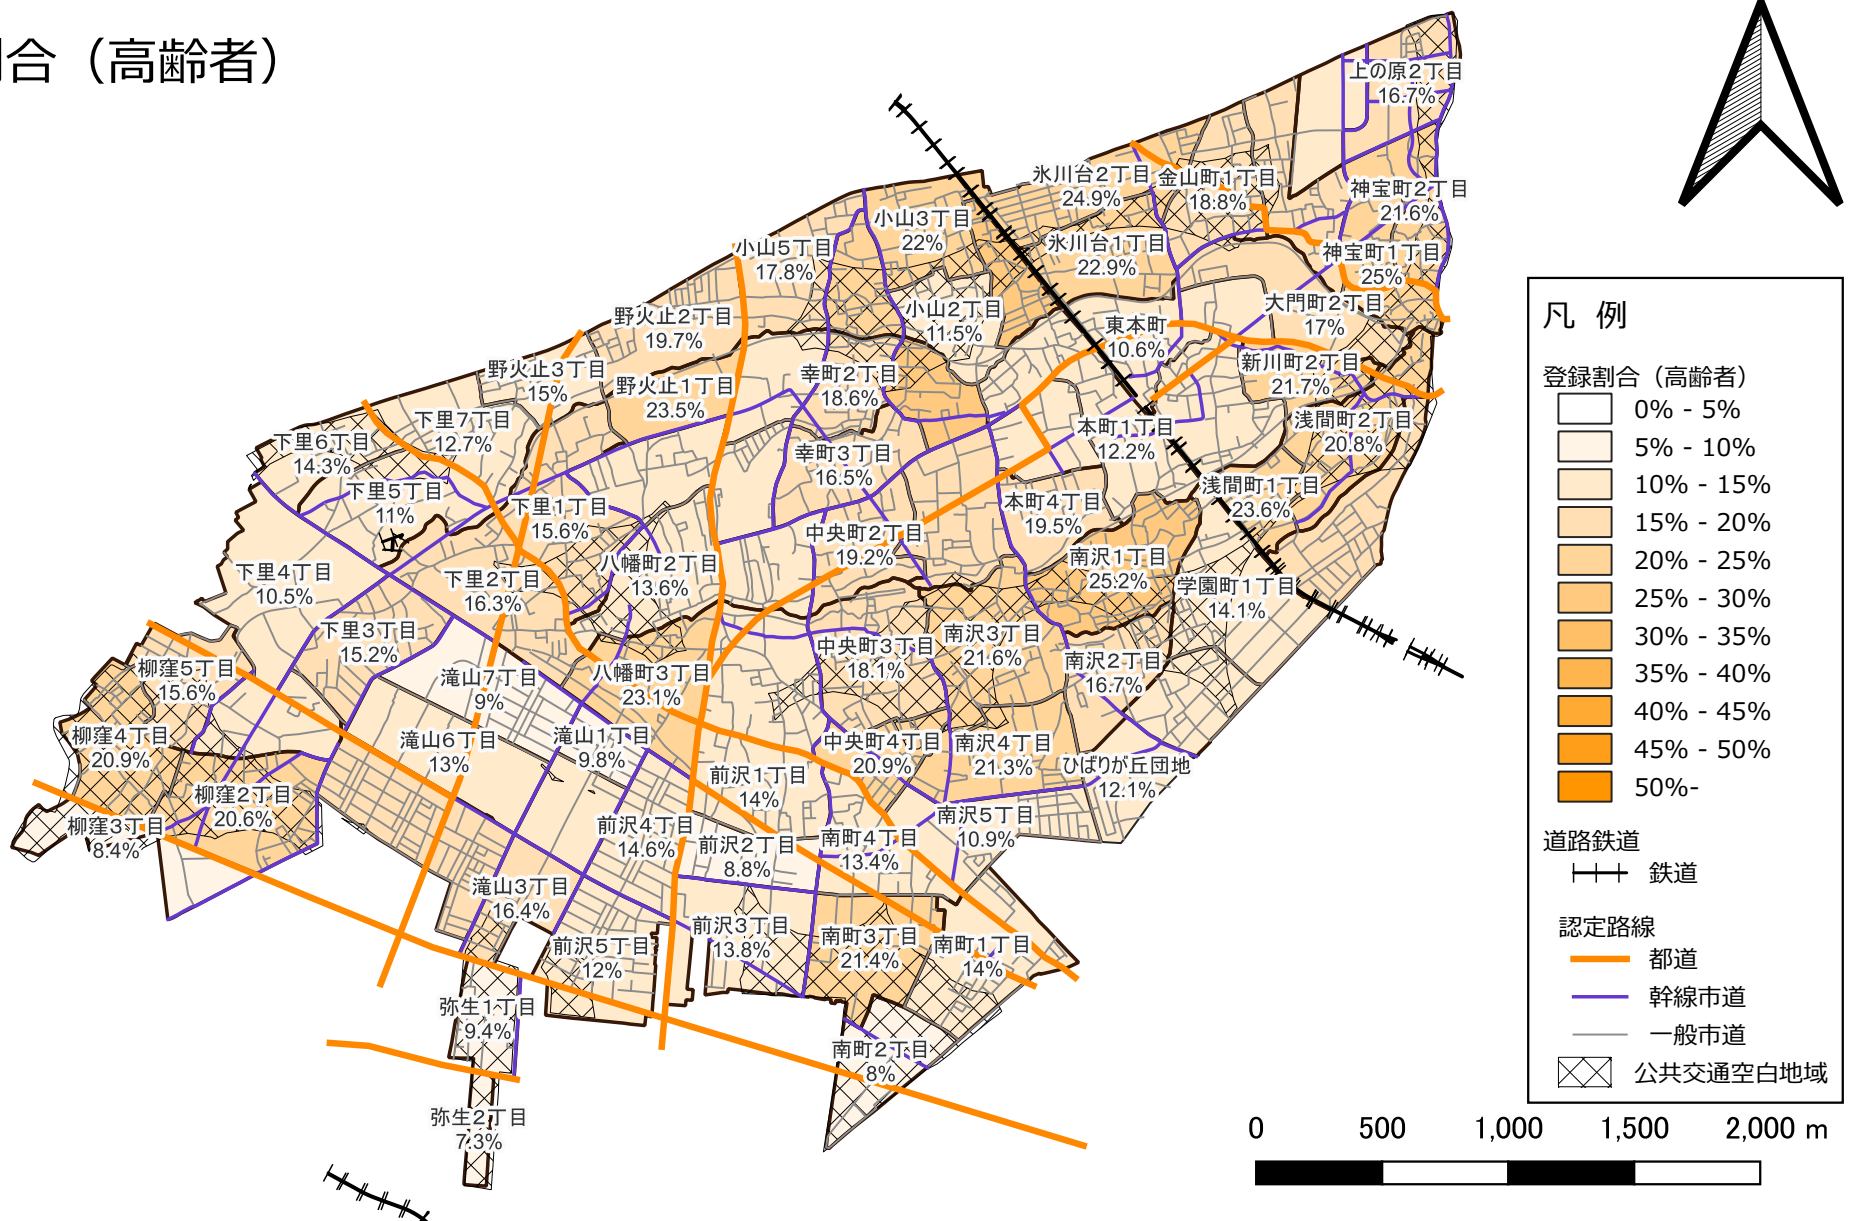 割合（高齢者）
上の原２丁目
16.7%
氷川台２丁目
24.9%
金山町１丁目
18.8%
神宝町２丁目
21.6%
小山３丁目
22%
小山５丁目
17.8%
氷川台１丁目
22.9%
神宝町１丁目
25%
小山２丁目
11.5%
大門町２丁目
17%
野火止２丁目
19.7%
東本町
10.6%
野火止３丁目
15%
野火止１丁目
23.5%
幸町２丁目
18.6%
新川町２丁目
21.7%
下里７丁目
12.7%
下里６丁目
14.3%
本町１丁目
12.2%
浅間町２丁目
20.8%
幸町３丁目
16.5%
下里５丁目
11%
下里１丁目
15.6%
本町４丁目
19.5%
浅間町１丁目
23.6%
中央町２丁目
19.2%
八幡町２丁目
13.6%
南沢１丁目
25.2%
下里４丁目
10.5%
下里２丁目
16.3%
学園町１丁目
14.1%
下里３丁目
15.2%
中央町３丁目
18.1%
南沢３丁目
21.6%
南沢２丁目
16.7%
柳窪５丁目
15.6%
滝山７丁目
9%
八幡町３丁目
23.1%
柳窪４丁目
20.9%
滝山６丁目
13%
滝山１丁目
9.8%
中央町４丁目
20.9%
南沢４丁目
21.3%
ひばりが丘団地
12.1%
前沢１丁目
14%
柳窪２丁目
20.6%
柳窪３丁目
8.4%
前沢４丁目
14.6%
前沢２丁目
8.8%
南町４丁目
13.4%
南沢５丁目
10.9%
滝山３丁目
16.4%
前沢５丁目
12%
前沢３丁目
13.8%
南町３丁目
21.4%
南町１丁目
14%
弥生１丁目
9.4%
南町２丁目
8%
弥生２丁目
7.3%
凡 例
登録割合（高齢者）
0% - 5%
5% - 10%
10% - 15%
15% - 20%
20% - 25%
25% - 30%
30% - 35%
35% - 40%
40% - 45%
45% - 50%
50%-
道路鉄道
鉄道
認定路線
都道
幹線市道
一般市道
公共交通空白地域
0 500 1,000 1,500 2,000 m